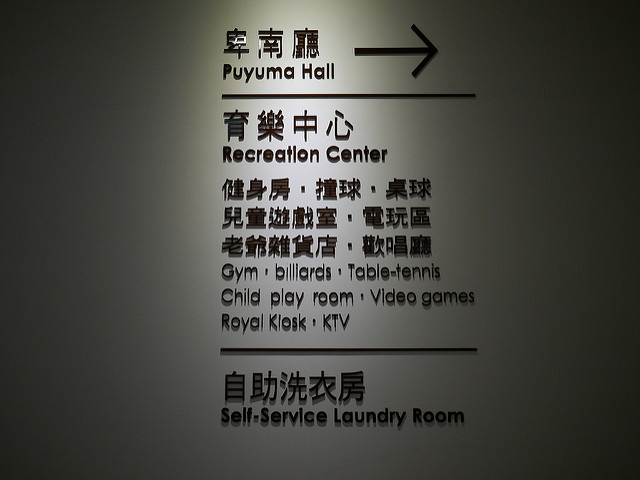 卑南廳
Puyuma Hall
育樂中心
Recreation Center
健身房・撞球・桌球
兒童遊戲室・電玩區
老爺雜貨店・歡唱廳
Gym・billards・Table-tennis
Child play room・Video games
Royal Kiosk・KTV
自助洗衣房
Self-Service Laundry Room